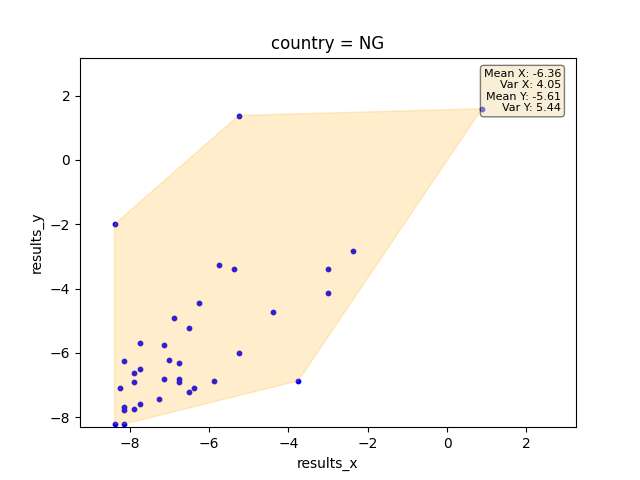 country = NG
Mean X: -6.36
Var X: 4.05
Mean Y: -5.61
Var Y: 5.44
2
0
−2
−4
−6
−8
results_y
−8 −6 −4 −2 0 2
results_x